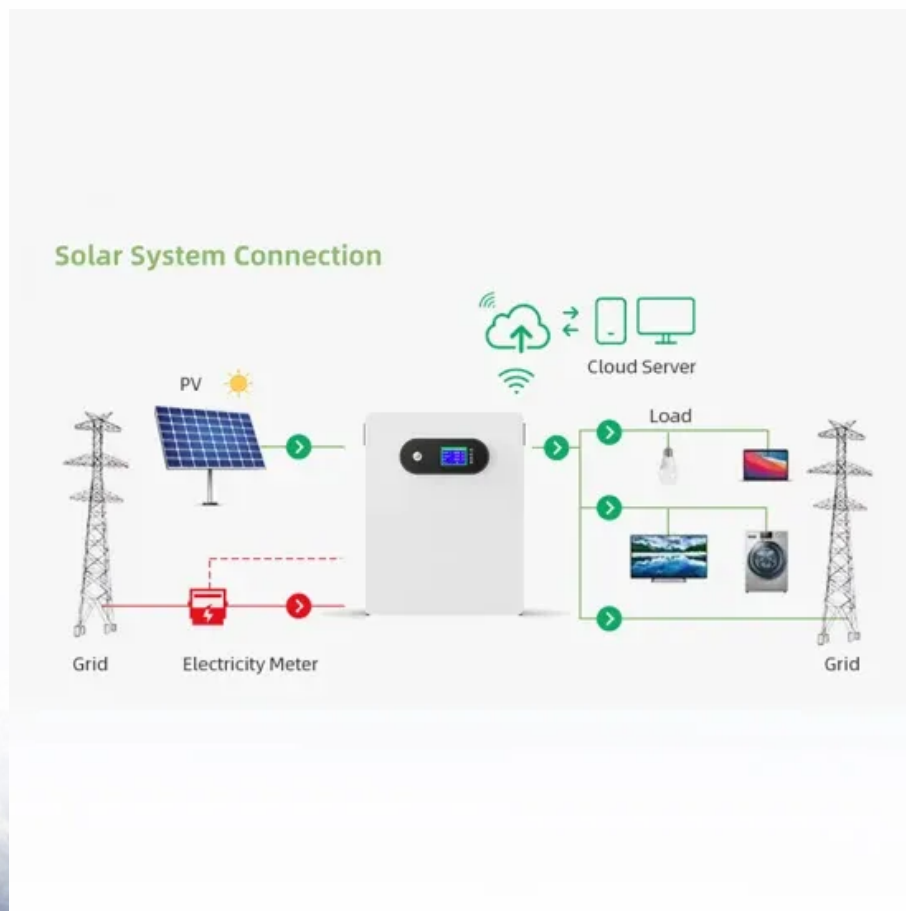 Solar System Connection
Cloud Server
PV
Load
Grid
Electricity Meter
Grid